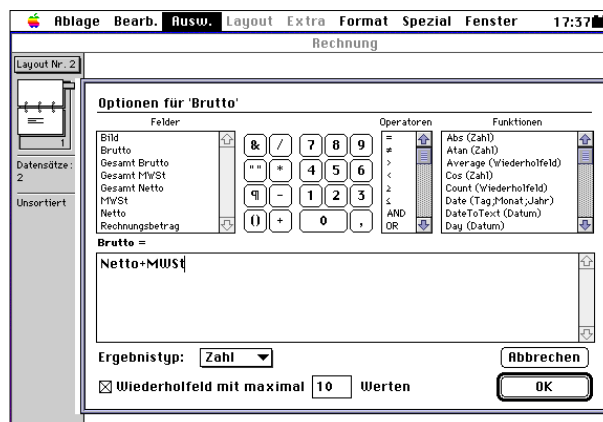 Ablage Bearb. Ausw. Layout Extra Format Spezial Fenster 17:37
Rechnung
Layout Nr. 2
1
Datensätze:
2
Unsortiert
Optionen für 'Brutto'
Felder
Bild
Brutto
Gesamt Brutto
Gesamt MWSt
Gesamt Netto
MWSt
Netto
Rechnungsbetrag
& / 7 8 9
"" * 4 5 6
¶ - 1 2 3
() + 0 ,
Operatoren
=
≠
>
<
≥
≤
AND
OR
Funktionen
Abs (Zahl)
Atan (Zahl)
Average (Wiederholfeld)
Cos (Zahl)
Count (Wiederholfeld)
Date (Tag;Monat;Jahr)
DateToText (Datum)
Day (Datum)
Brutto =
Netto+MWSt
Ergebnistyp: Zahl
Abbrechen
Wiederholfeld mit maximal 10 Werten
OK